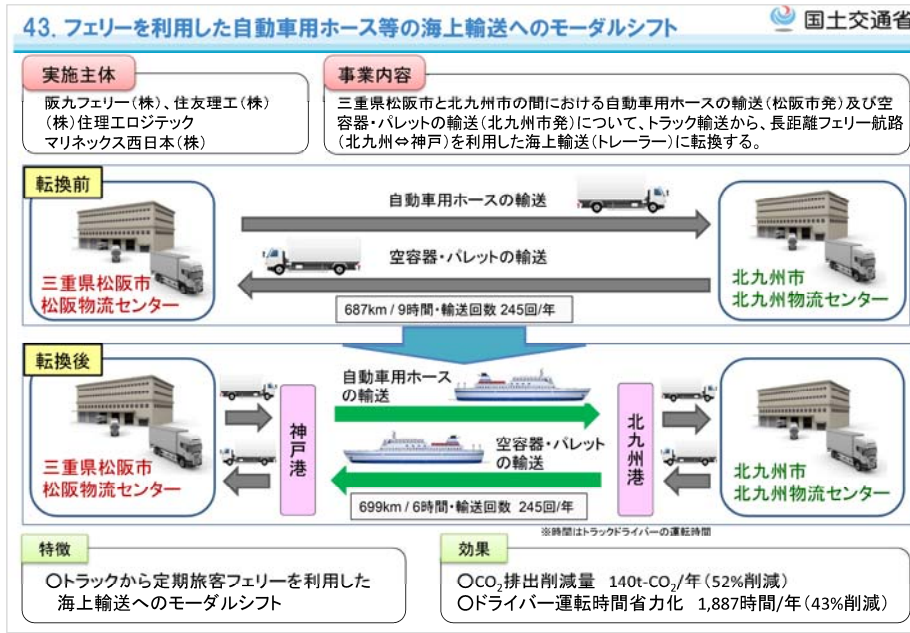 43. フェリーを利用した自動車用ホース等の海上輸送へのモーダルシフト
国土交通省
実施主体
阪九フェリー(株)、住友理工(株)
(株)住理工ロジテック
マリネックス西日本(株)
事業内容
三重県松阪市と北九州市の間における自動車用ホースの輸送(松阪市発)及び空
容器・パレットの輸送(北九州市発)について、トラック輸送から、長距離フェリー航路
(北九州⇔神戸)を利用した海上輸送(トレーラー)に転換する。
転換前
自動車用ホースの輸送
空容器・パレットの輸送
三重県松阪市
松阪物流センター
北九州市
北九州物流センター
687km / 9時間・輸送回数 245回/年
転換後
自動車用ホース
の輸送
神戸港
北九州港
空容器・パレット
の輸送
三重県松阪市
松阪物流センター
北九州市
北九州物流センター
699km / 6時間・輸送回数 245回/年
※時間はトラックドライバーの運転時間
特徴
○トラックから定期旅客フェリーを利用した
海上輸送へのモーダルシフト
効果
○CO₂排出削減量 140t-CO₂/年(52%削減)
○ドライバー運転時間省力化 1,887時間/年(43%削減)